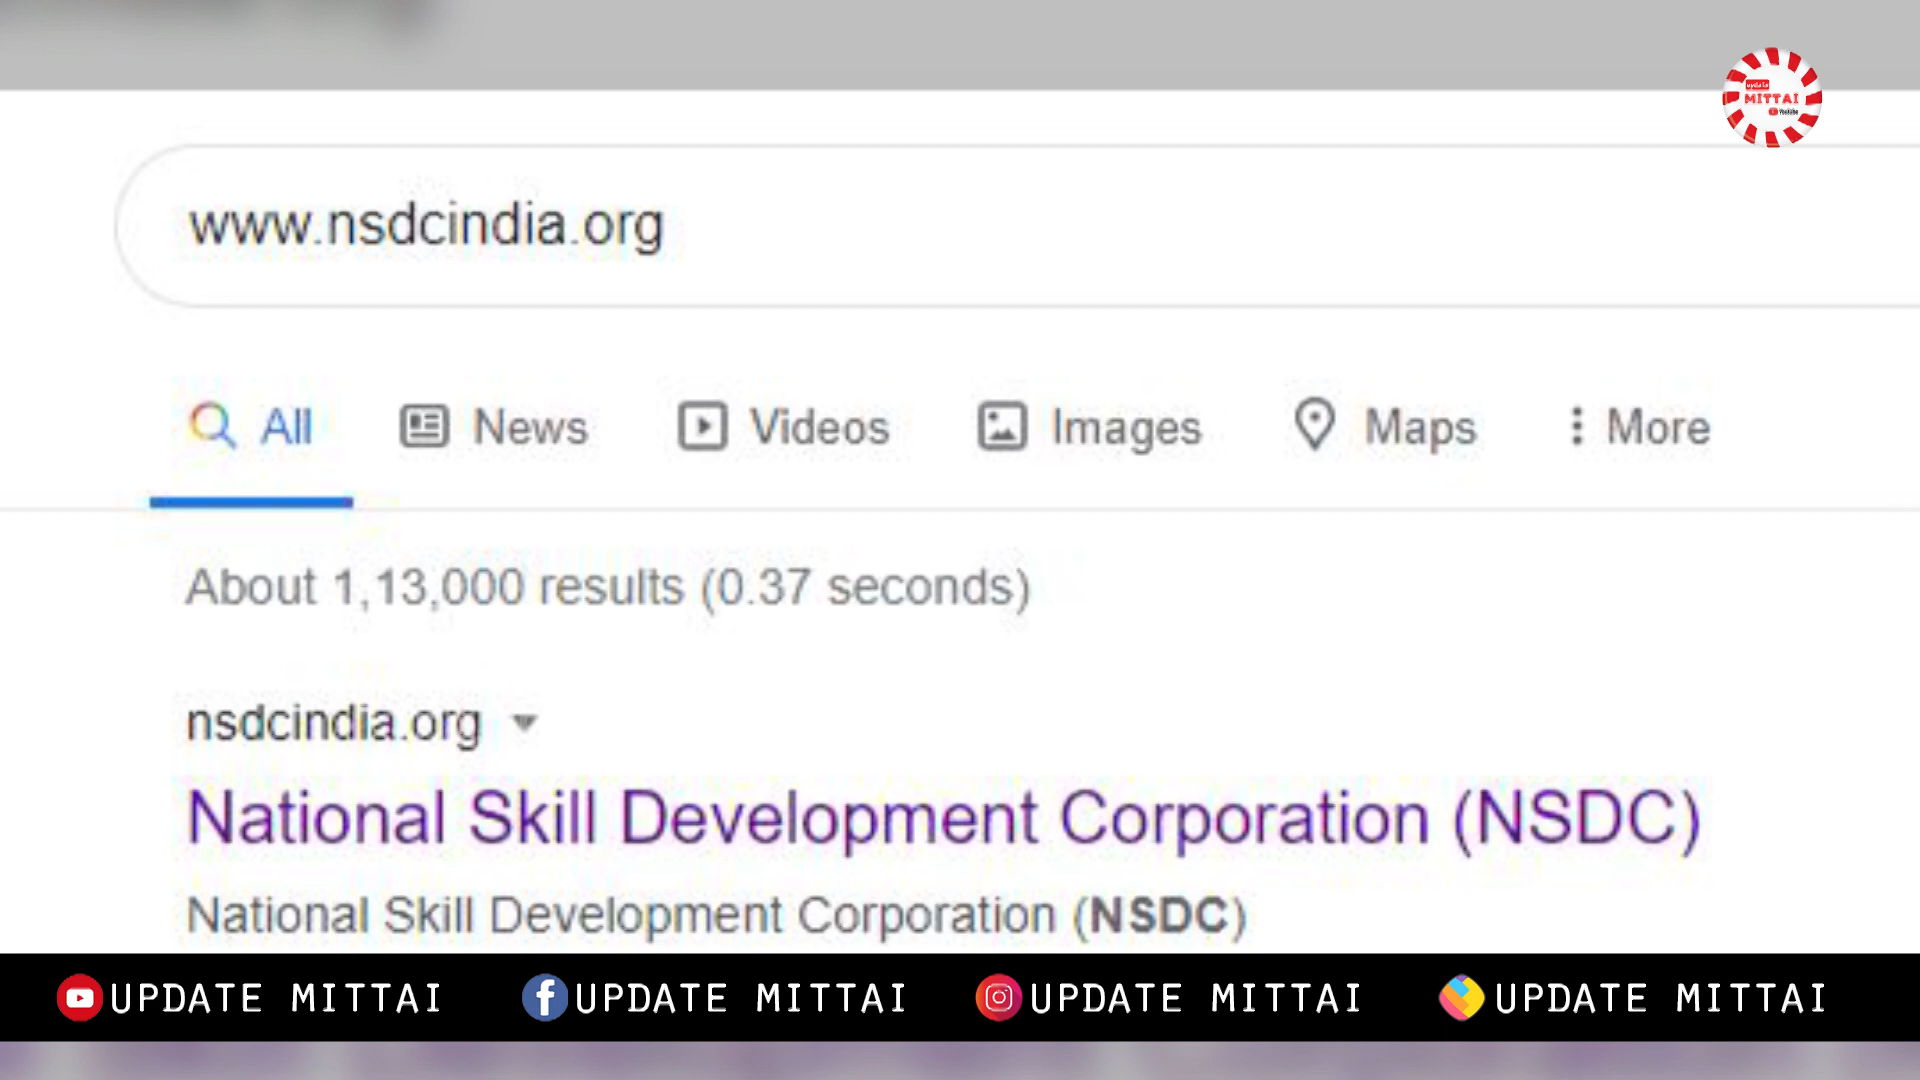 update
MITTAI
YouTube
www.nsdcindia.org
All News Videos Images Maps More
About 1,13,000 results (0.37 seconds)
nsdcindia.org
National Skill Development Corporation (NSDC)
National Skill Development Corporation (NSDC)
UPDATE MITTAI UPDATE MITTAI UPDATE MITTAI UPDATE MITTAI